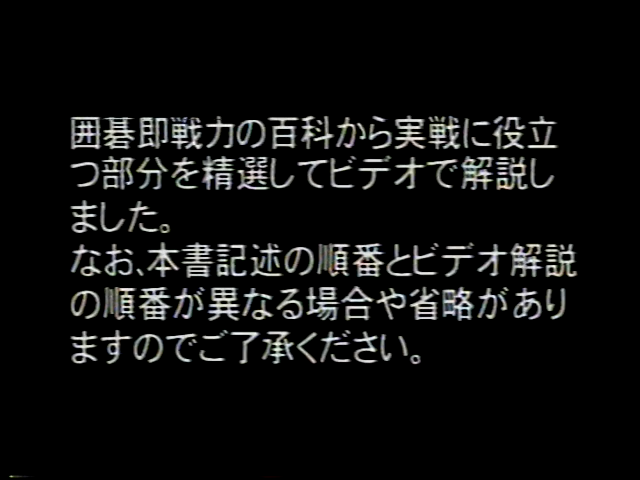 囲碁即戦力の百科から実戦に役立
つ部分を精選してビデオで解説し
ました。
なお、本書記述の順番とビデオ解説
の順番が異なる場合や省略があり
ますのでご了承ください。